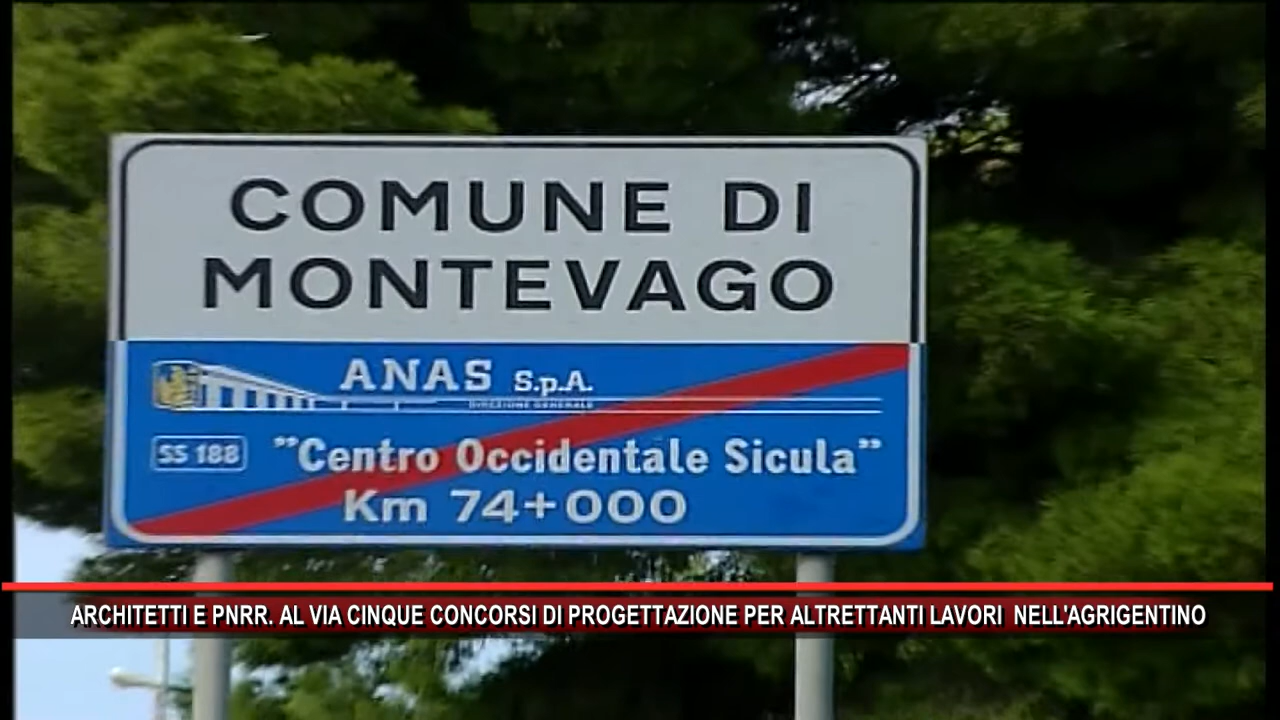 COMUNE DI
MONTEVAGO
ANAS S.p.A.
DIREZIONE GENERALE
SS 188 "Centro Occidentale Sicula"
Km 74+000
ARCHITETTI E PNRR. AL VIA CINQUE CONCORSI DI PROGETTAZIONE PER ALTRETTANTI LAVORI NELL'AGRIGENTINO